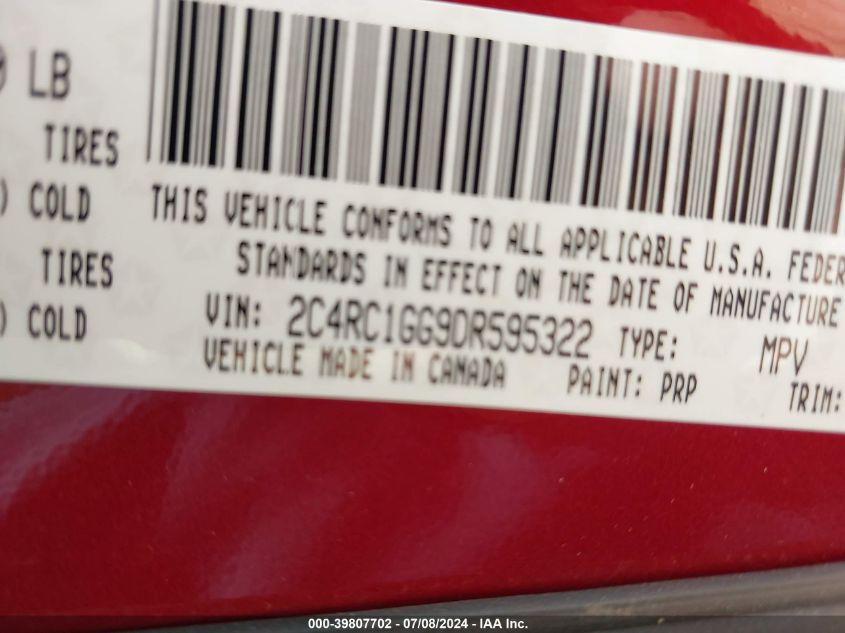 LB
TIRES
) COLD
TIRES
) COLD
THIS VEHICLE CONFORMS TO ALL APPLICABLE U.S.A. FEDER
STANDARDS IN EFFECT ON THE DATE OF MANUFACTURE
VIN: 2C4RC1GG9DR595322 TYPE: MPV
VEHICLE MADE IN CANADA PAINT: PRP TRIM:
000-39807702 - 07/08/2024 - IAA Inc.